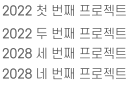 2022 첫 번째 프로젝트
2022 두 번째 프로젝트
2028 세 번째 프로젝트
2028 네 번째 프로젝트